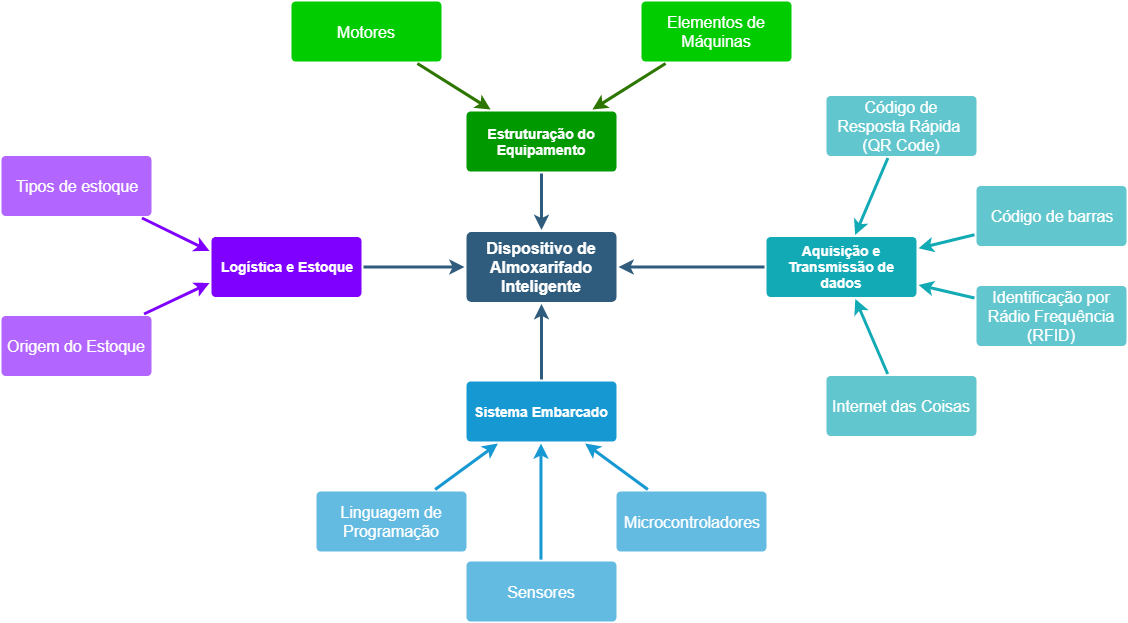 Motores
Elementos de
Máquinas
Estruturação do
Equipamento
Código de
Resposta Rápida
(QR Code)
Tipos de estoque
Código de barras
Logística e Estoque
Dispositivo de
Almoxarifado
Inteligente
Aquisição e
Transmissão de
dados
Identificação por
Rádio Frequência
(RFID)
Origem do Estoque
Internet das Coisas
Sistema Embarcado
Linguagem de
Programação
Microcontroladores
Sensores